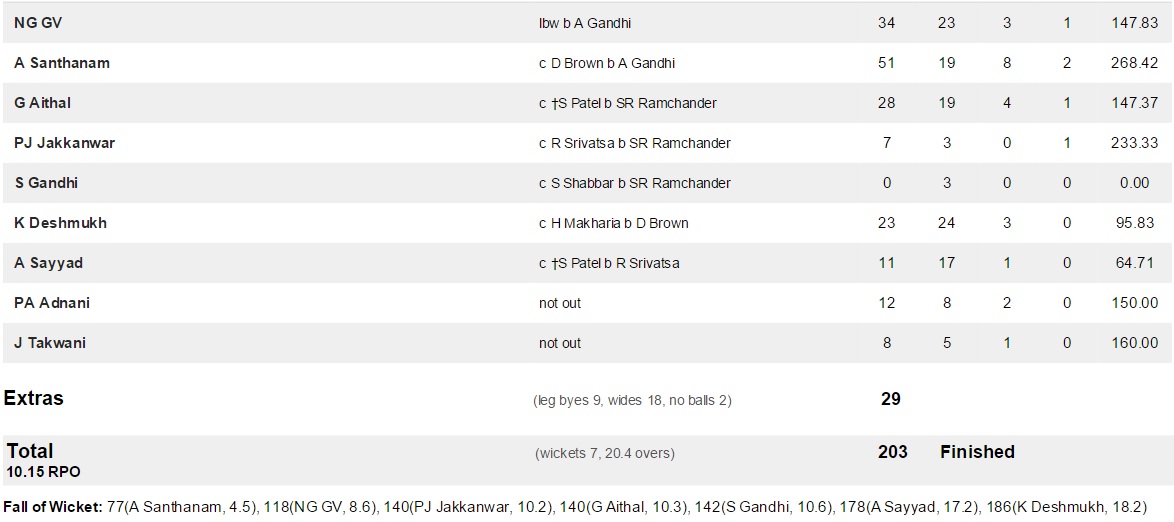 NG GV lbw b A Gandhi 34 23 3 1 147.83
A Santhanam c D Brown b A Gandhi 51 19 8 2 268.42
G Aithal c †S Patel b SR Ramchander 28 19 4 1 147.37
PJ Jakkanwar c R Srivatsa b SR Ramchander 7 3 0 1 233.33
S Gandhi c S Shabbar b SR Ramchander 0 3 0 0 0.00
K Deshmukh c H Makharia b D Brown 23 24 3 0 95.83
A Sayyad c †S Patel b R Srivatsa 11 17 1 0 64.71
PA Adnani not out 12 8 2 0 150.00
J Takwani not out 8 5 1 0 160.00
Extras (leg byes 9, wides 18, no balls 2) 29
Total (wickets 7, 20.4 overs) 203 Finished
10.15 RPO
Fall of Wicket: 77(A Santhanam, 4.5), 118(NG GV, 8.6), 140(PJ Jakkanwar, 10.2), 140(G Aithal, 10.3), 142(S Gandhi, 10.6), 178(A Sayyad, 17.2), 186(K Deshmukh, 18.2)